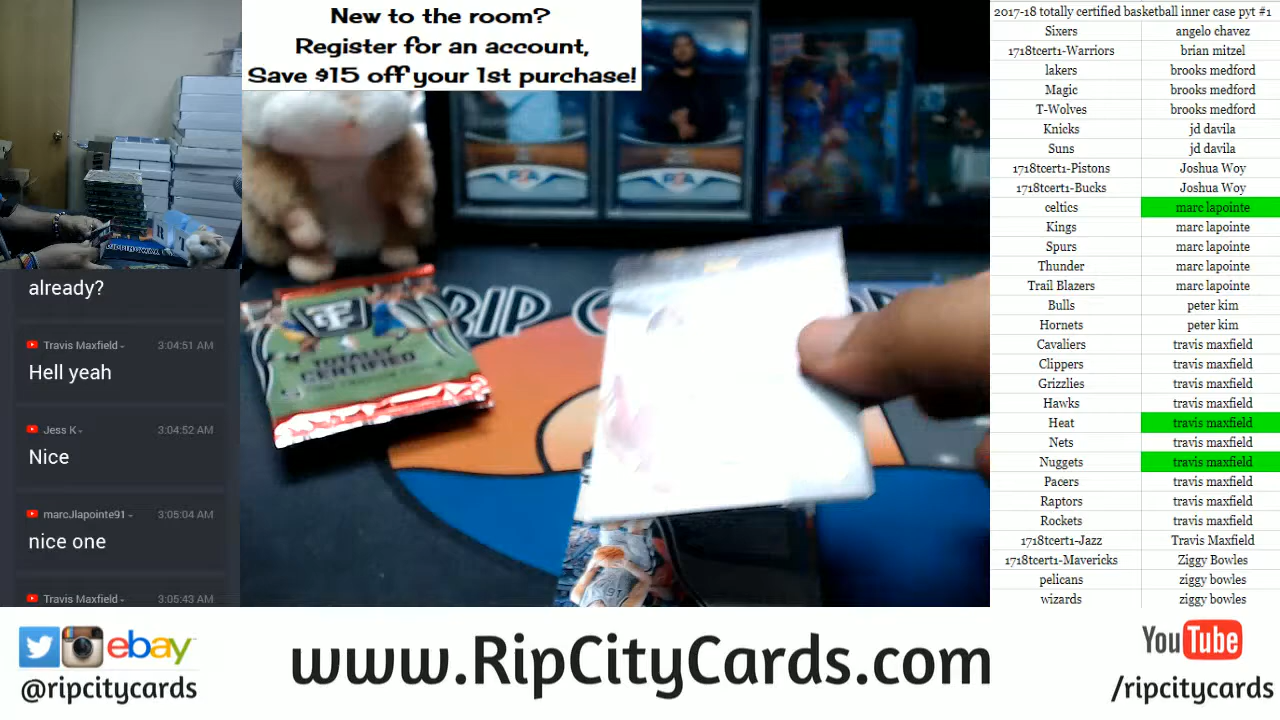 New to the room?
Register for an account,
Save $15 off your 1st purchase!
already?
Travis Maxfield
3:04:51 AM
Hell yeah
Jess K
3:04:52 AM
Nice
marcJlapointe91
3:05:04 AM
nice one
Travis Maxfield
3:05:43 AM
RIP C
TOTALLY
CERTIFIED
2017-18 totally certified basketball inner case pyt #1
Sixers angelo chavez
1718tcert1-Warriors brian mitzel
lakers brooks medford
Magic brooks medford
T-Wolves brooks medford
Knicks jd davila
Suns jd davila
1718tcert1-Pistons Joshua Woy
1718tcert1-Bucks Joshua Woy
celtics marc lapointe
Kings marc lapointe
Spurs marc lapointe
Thunder marc lapointe
Trail Blazers marc lapointe
Bulls peter kim
Hornets peter kim
Cavaliers travis maxfield
Clippers travis maxfield
Grizzlies travis maxfield
Hawks travis maxfield
Heat travis maxfield
Nets travis maxfield
Nuggets travis maxfield
Pacers travis maxfield
Raptors travis maxfield
Rockets travis maxfield
1718tcert1-Jazz Travis Maxfield
1718tcert1-Mavericks Ziggy Bowles
pelicans ziggy bowles
wizards ziggy bowles
ebay
@ripcitycards
www.RipCityCards.com
YouTube
/ripcitycards